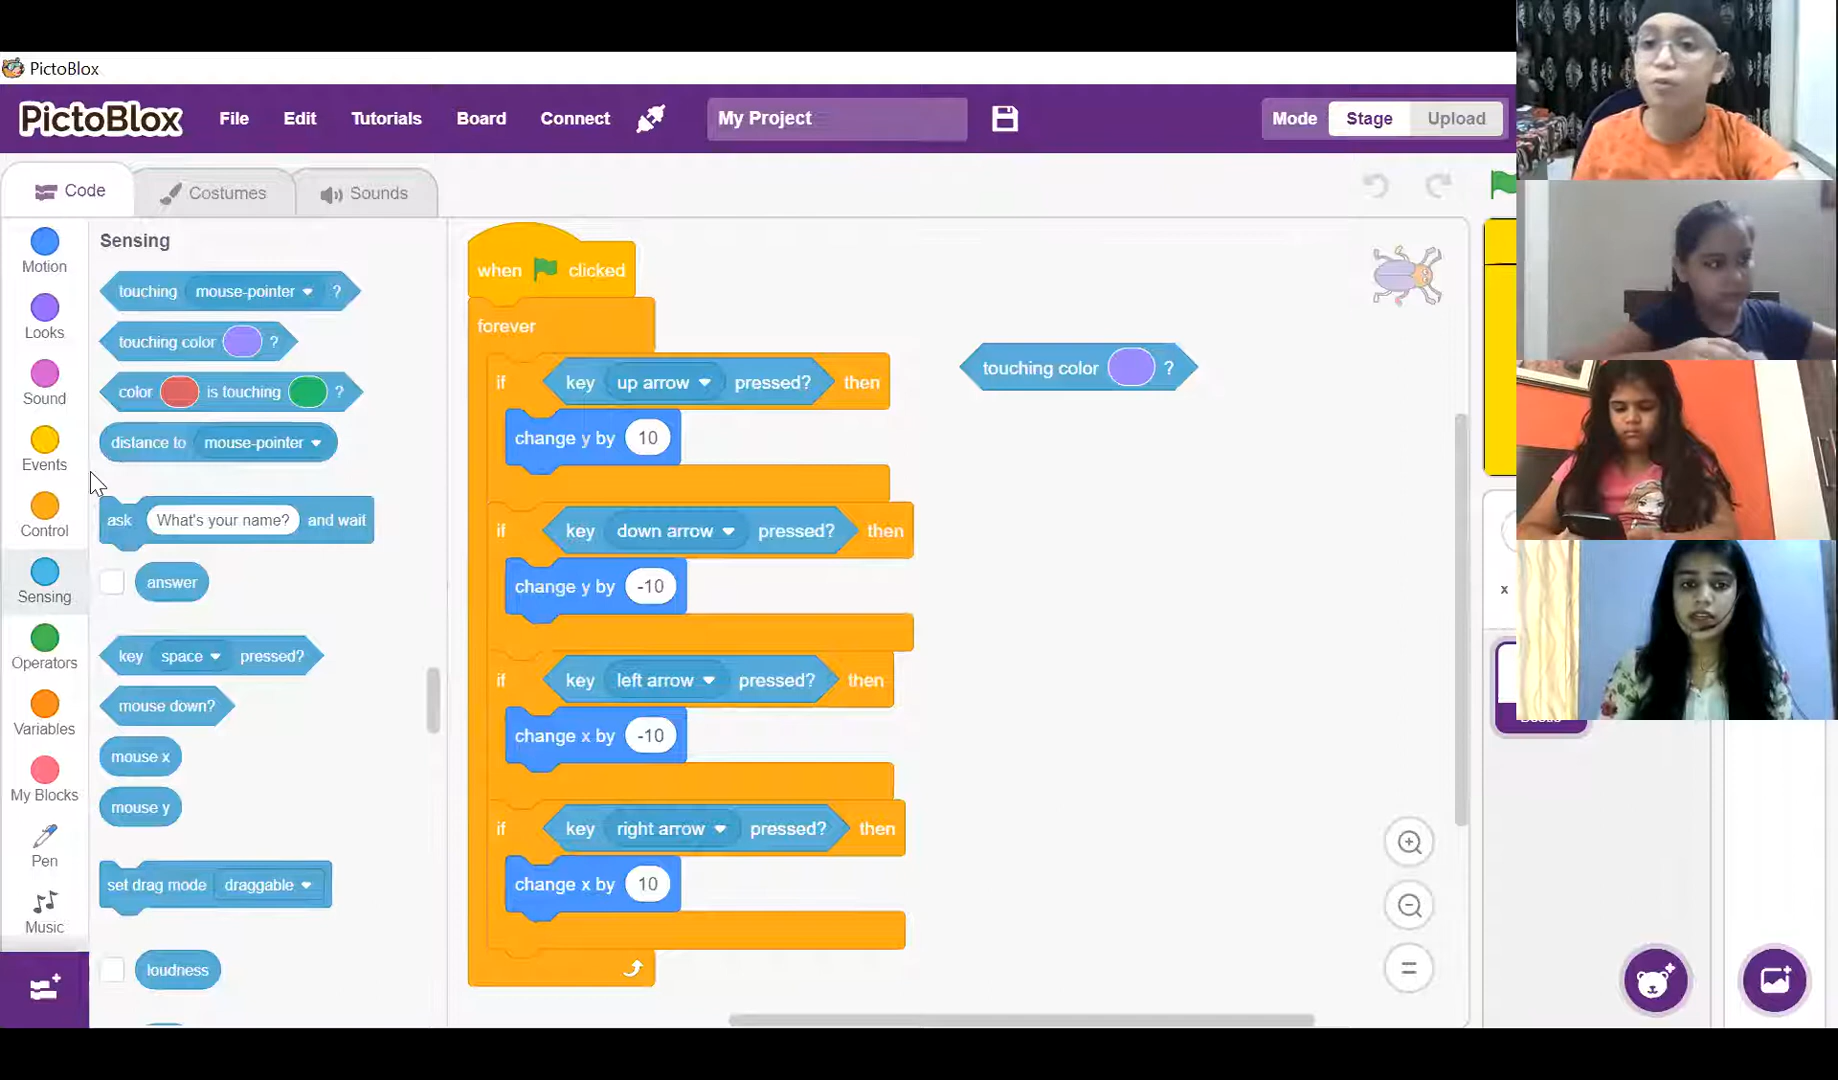 PictoBlox
PictoBlox File Edit Tutorials Board Connect My Project Mode Stage Upload
Code Costumes Sounds
Motion
Looks
Sound
Events
Control
Sensing
Operators
Variables
My Blocks
Pen
Music
Sensing
touching mouse-pointer ?
touching color ?
color is touching ?
distance to mouse-pointer
ask What's your name? and wait
answer
key space pressed?
mouse down?
mouse x
mouse y
set drag mode draggable
loudness
when clicked
forever
if key up arrow pressed? then
change y by 10
if key down arrow pressed? then
change y by -10
if key left arrow pressed? then
change x by -10
if key right arrow pressed? then
change x by 10
touching color ?
x